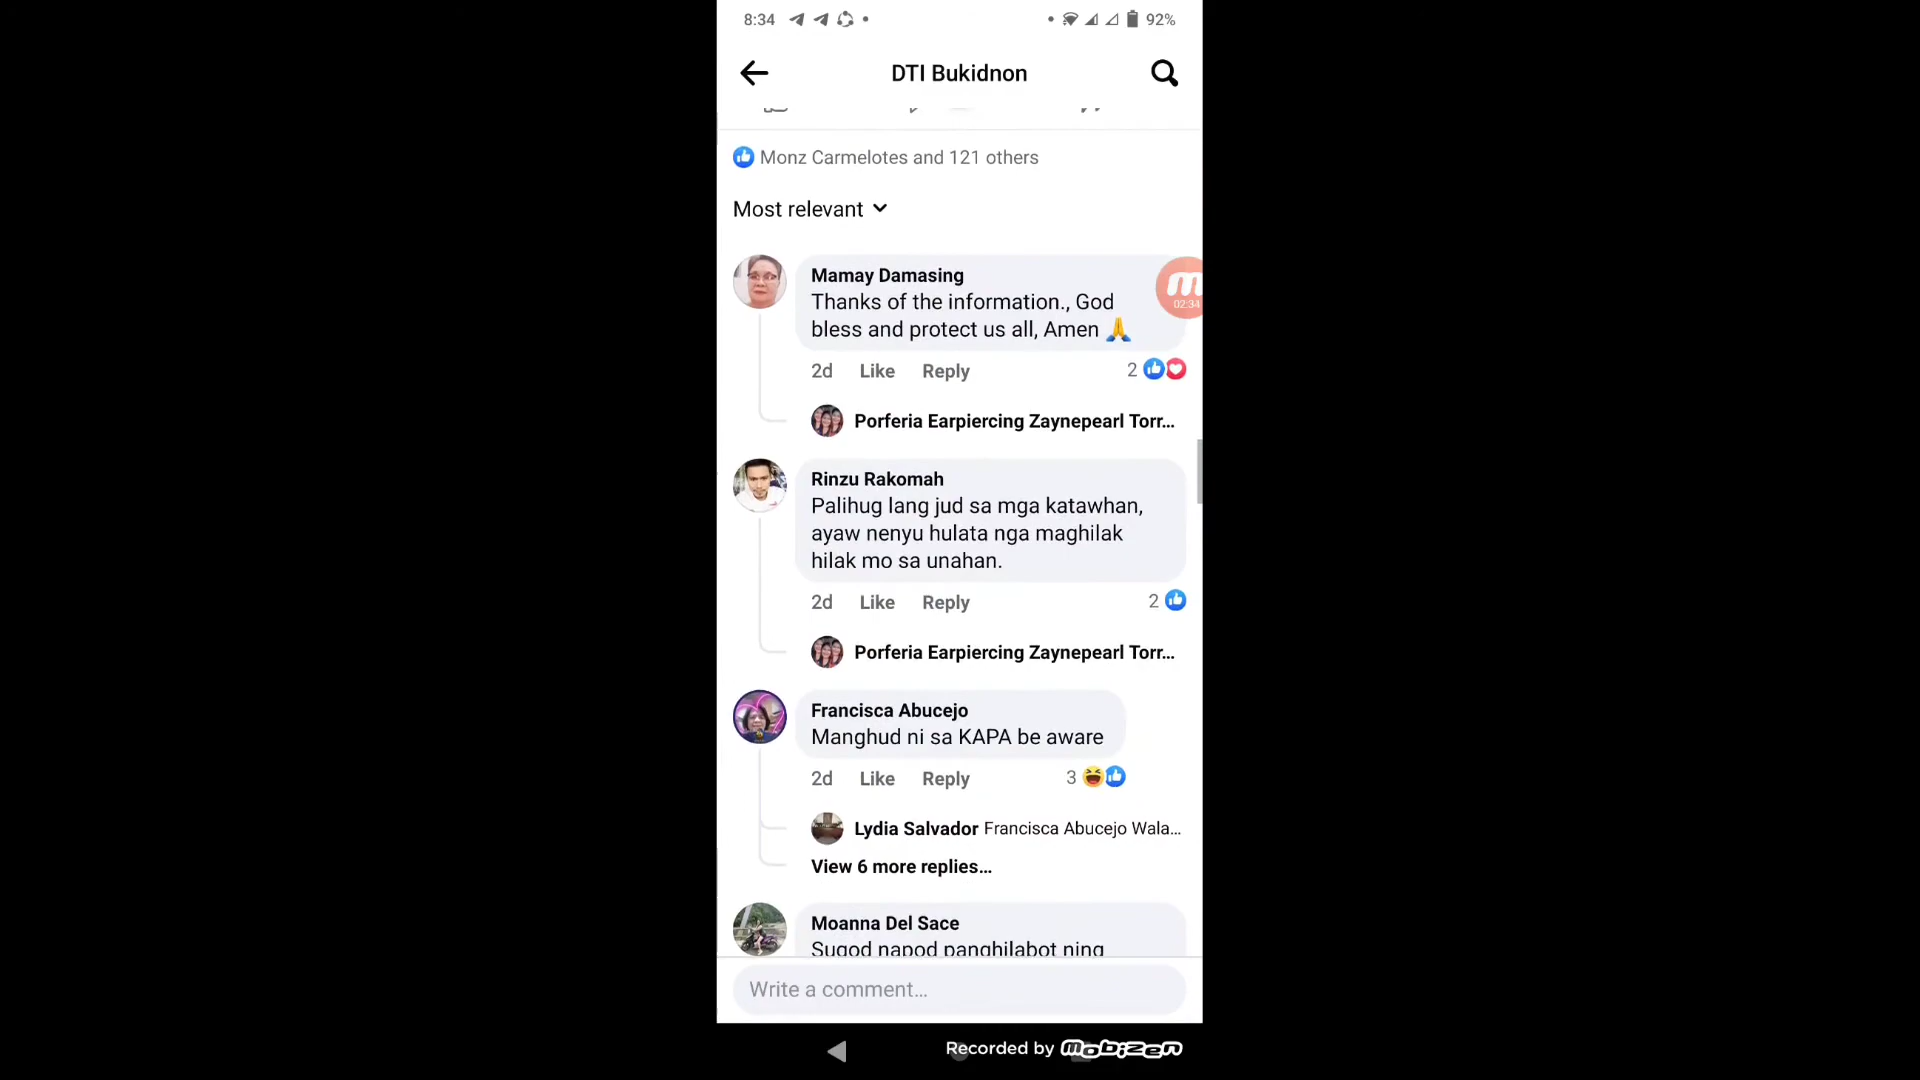 8:34
92%
DTI Bukidnon
Monz Carmelotes and 121 others
Most relevant
Mamay Damasing
Thanks of the information., God
bless and protect us all, Amen 🙏
02:34
2d Like Reply 2
Porferia Earpiercing Zaynepearl Torr...
Rinzu Rakomah
Palihug lang jud sa mga katawhan,
ayaw nenyu hulata nga maghilak
hilak mo sa unahan.
2d Like Reply 2
Porferia Earpiercing Zaynepearl Torr...
Francisca Abucejo
Manghud ni sa KAPA be aware
2d Like Reply 3
Lydia Salvador Francisca Abucejo Wala...
View 6 more replies...
Moanna Del Sace
Sugod napod panghilabot ning
Write a comment...
Recorded by Mobizen